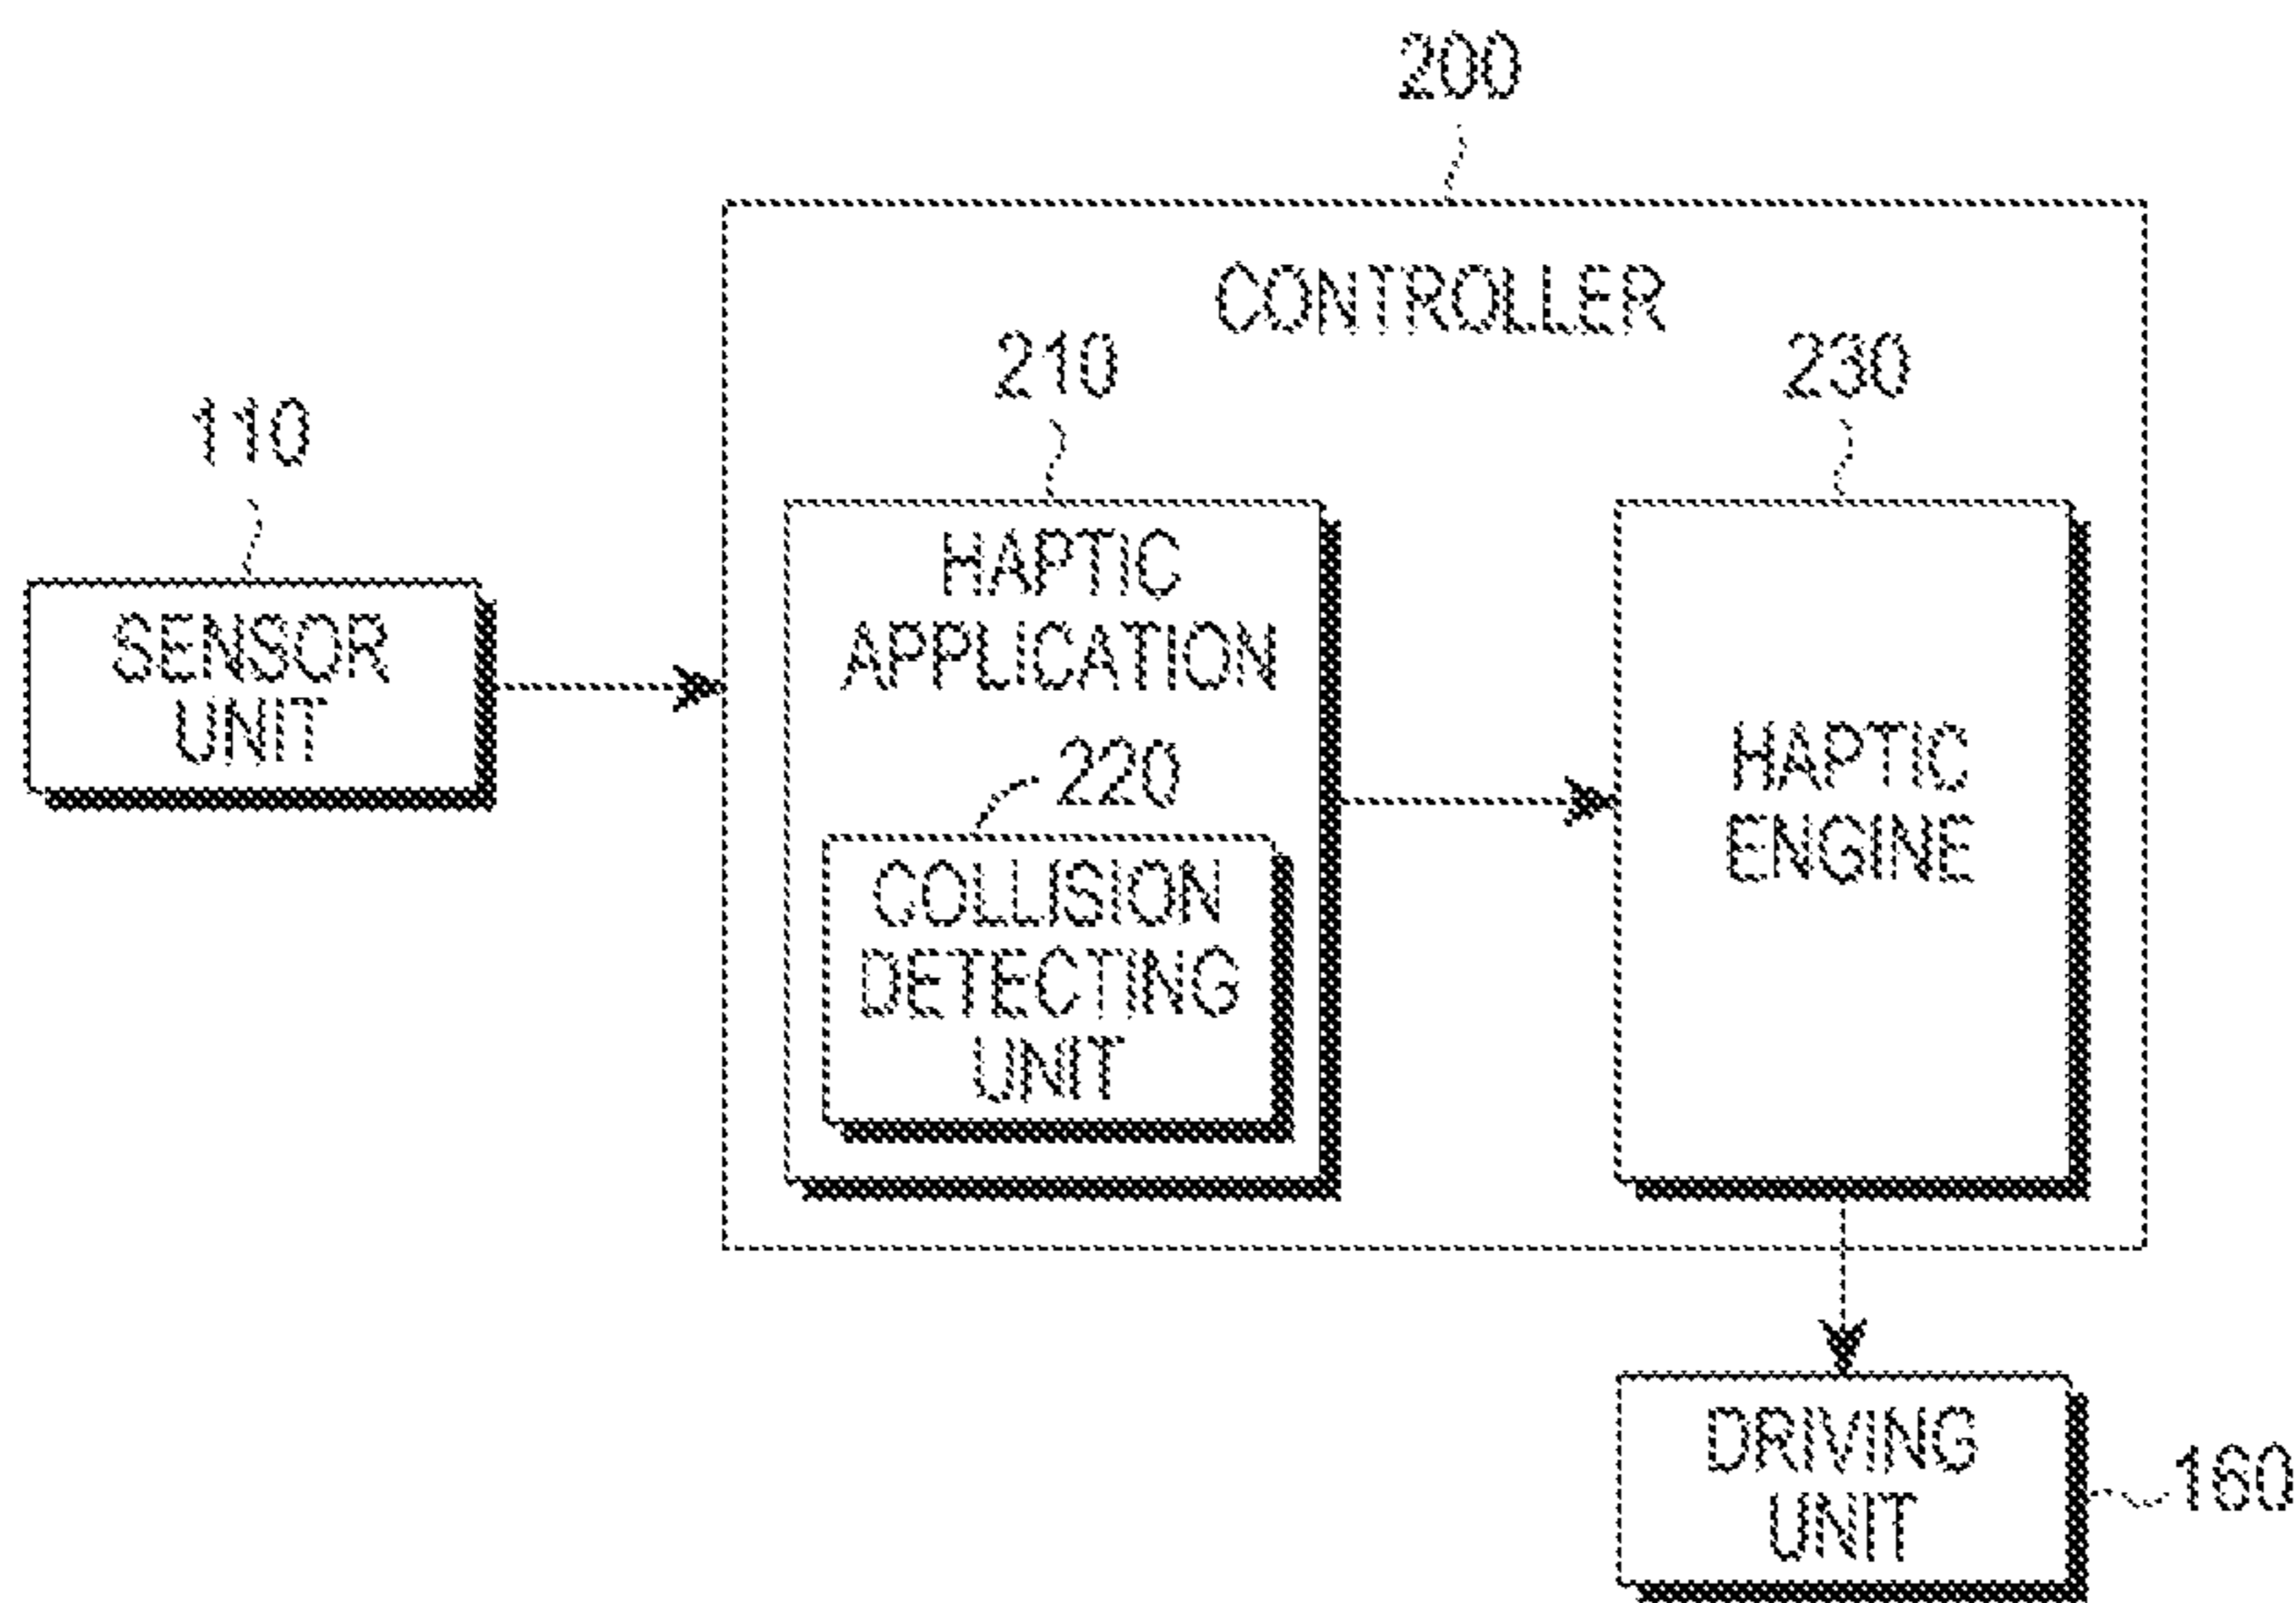 200
CONTROLLER
210
230
110
HAPTIC
APPLICATION
SENSOR
UNIT
220
HAPTIC
ENGINE
COLLISION
DETECTING
UNIT
DRIVING
UNIT
160